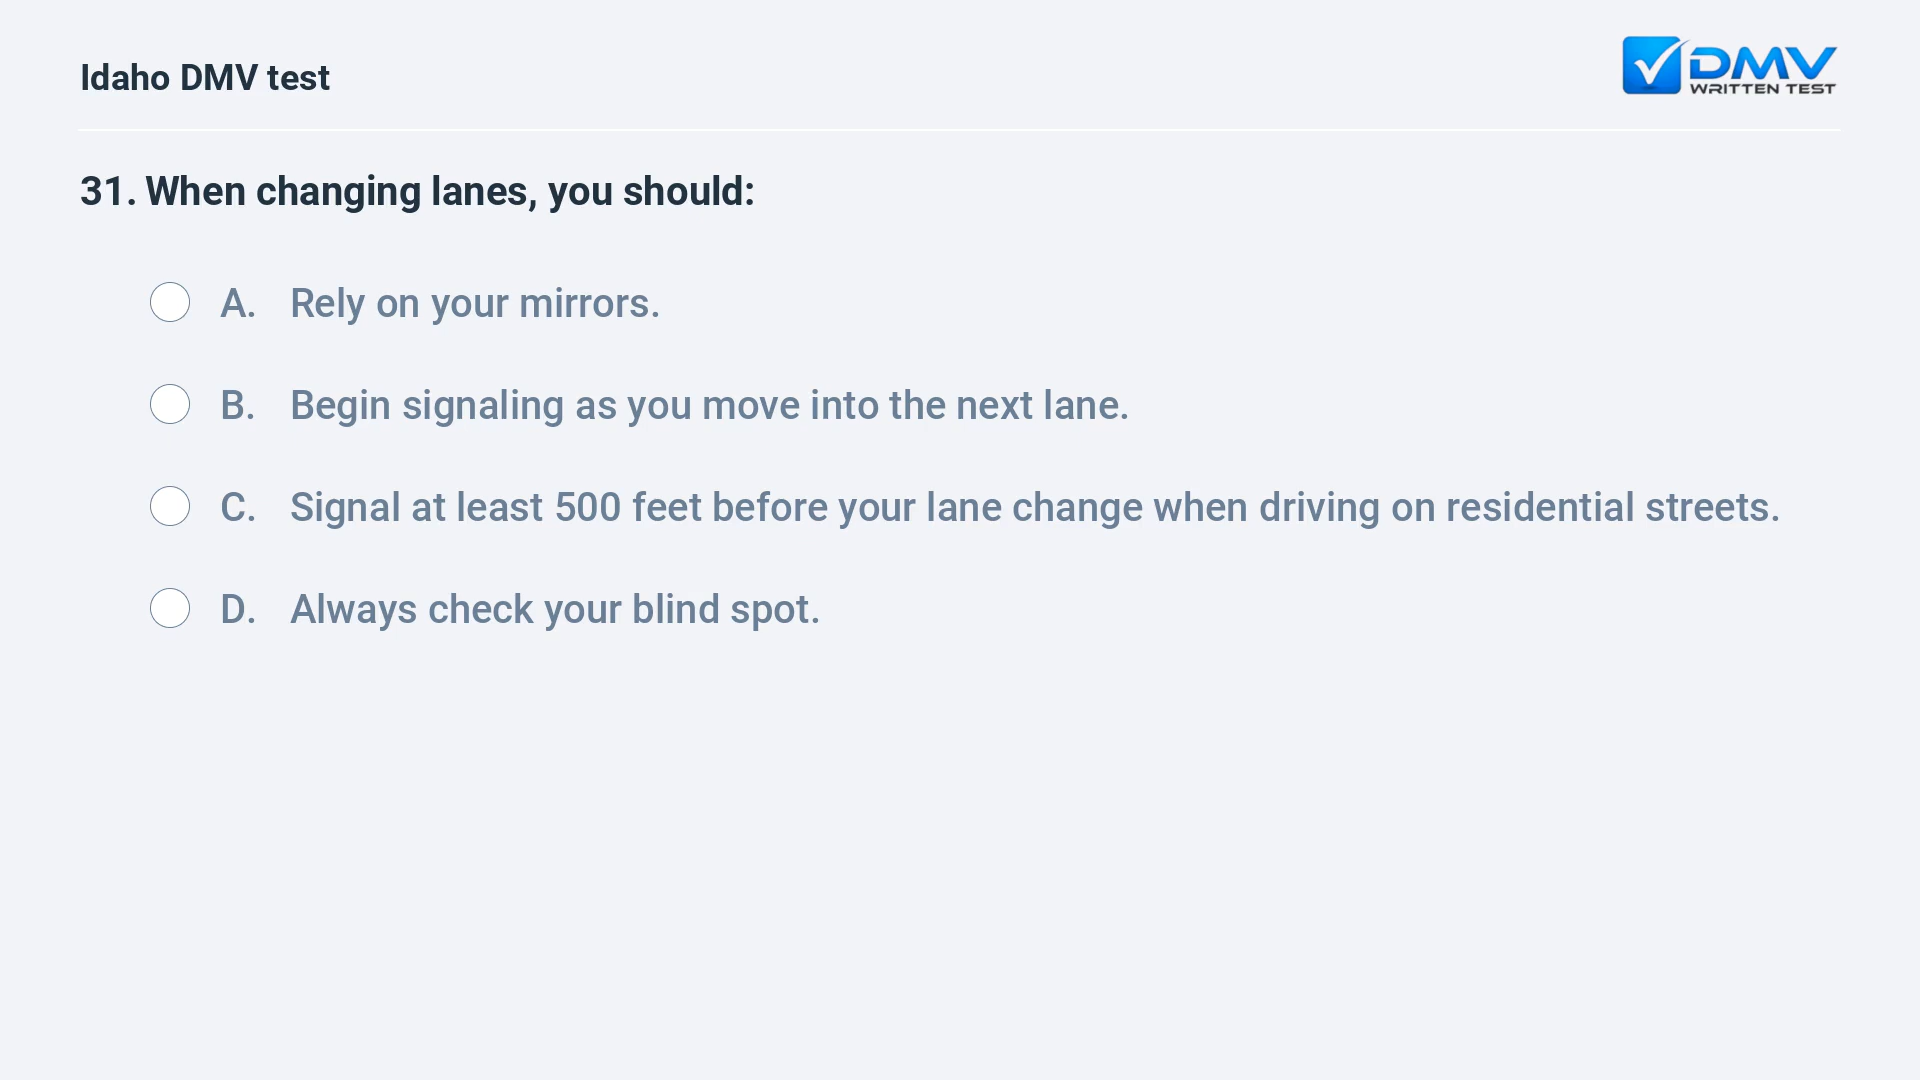 Idaho DMV test
DMV
WRITTEN TEST
31. When changing lanes, you should:
A. Rely on your mirrors.
B. Begin signaling as you move into the next lane.
C. Signal at least 500 feet before your lane change when driving on residential streets.
D. Always check your blind spot.